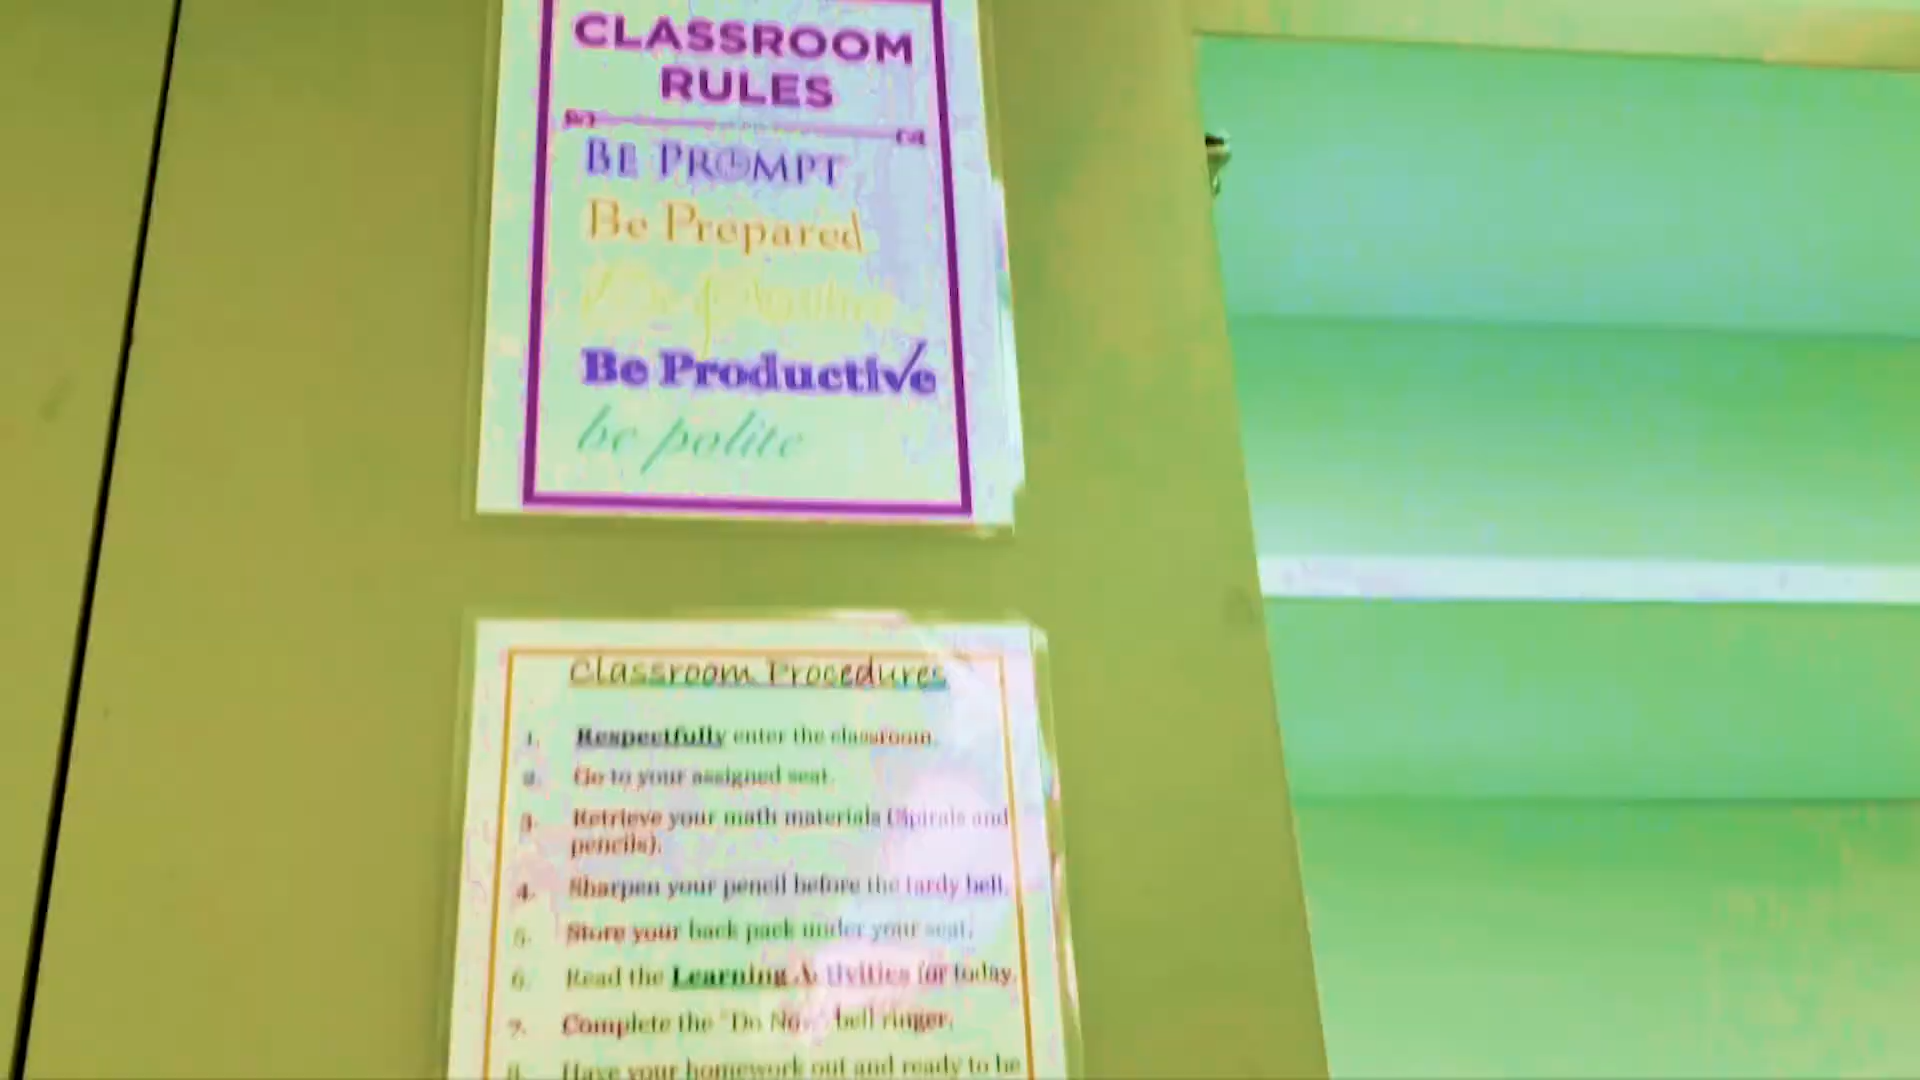 CLASSROOM
RULES
BE PROMPT
Be Prepared
Be Positive
Be Productive
be polite
Classroom Procedures
1. Respectfully enter the classroom.
2. Go to your assigned seat.
3. Retrieve your math materials (Spirals and
pencils).
4. Sharpen your pencil before the tardy bell.
5. Store your back pack under your seat.
6. Read the Learning Activities for today.
7. Complete the "Do Now" bell ringer.
8. Have your homework out and ready to be